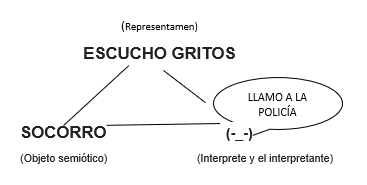 (Representamen)
ESCUCHO GRITOS
LLAMO A LA
POLICÍA
SOCORRO
(-_-)
(Objeto semiótico)
(Interprete y el interpretante)